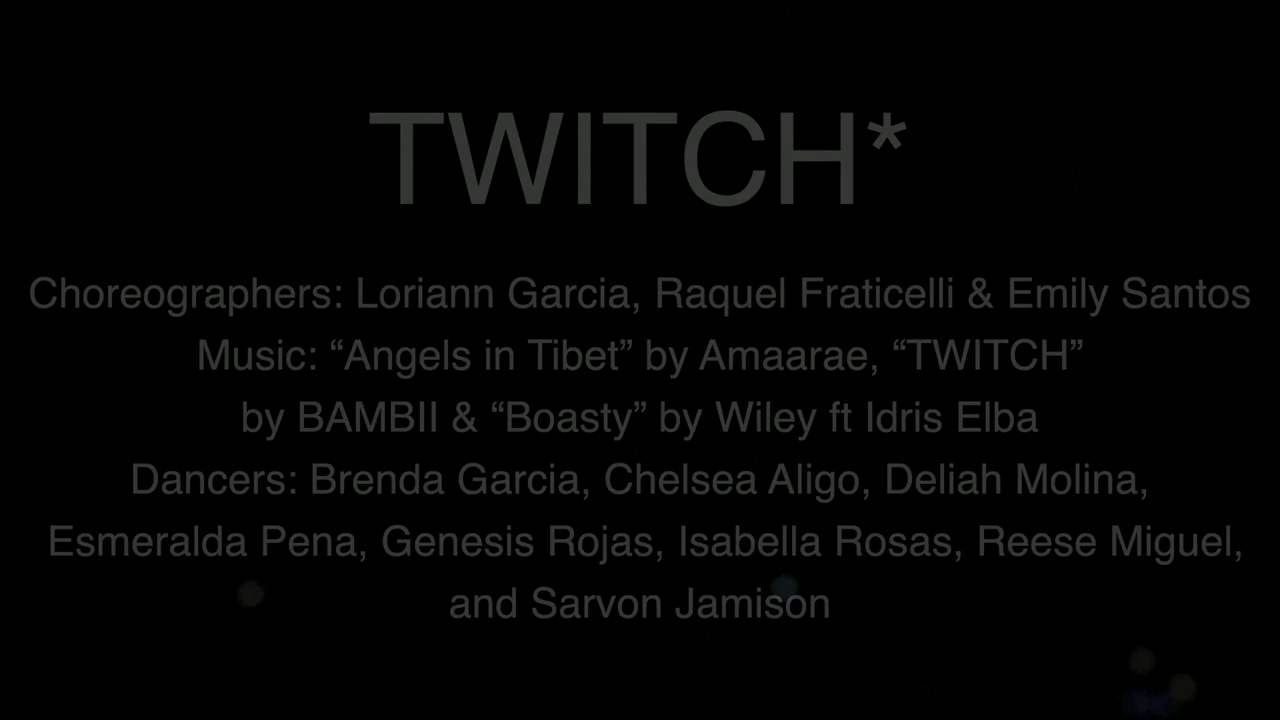 TWITCH*
Choreographers: Loriann Garcia, Raquel Fraticelli & Emily Santos
Music: “Angels in Tibet” by Amaarae, “TWITCH”
by BAMBII & “Boasty” by Wiley ft Idris Elba
Dancers: Brenda Garcia, Chelsea Aligo, Deliah Molina,
Esmeralda Pena, Genesis Rojas, Isabella Rosas, Reese Miguel,
and Sarvon Jamison